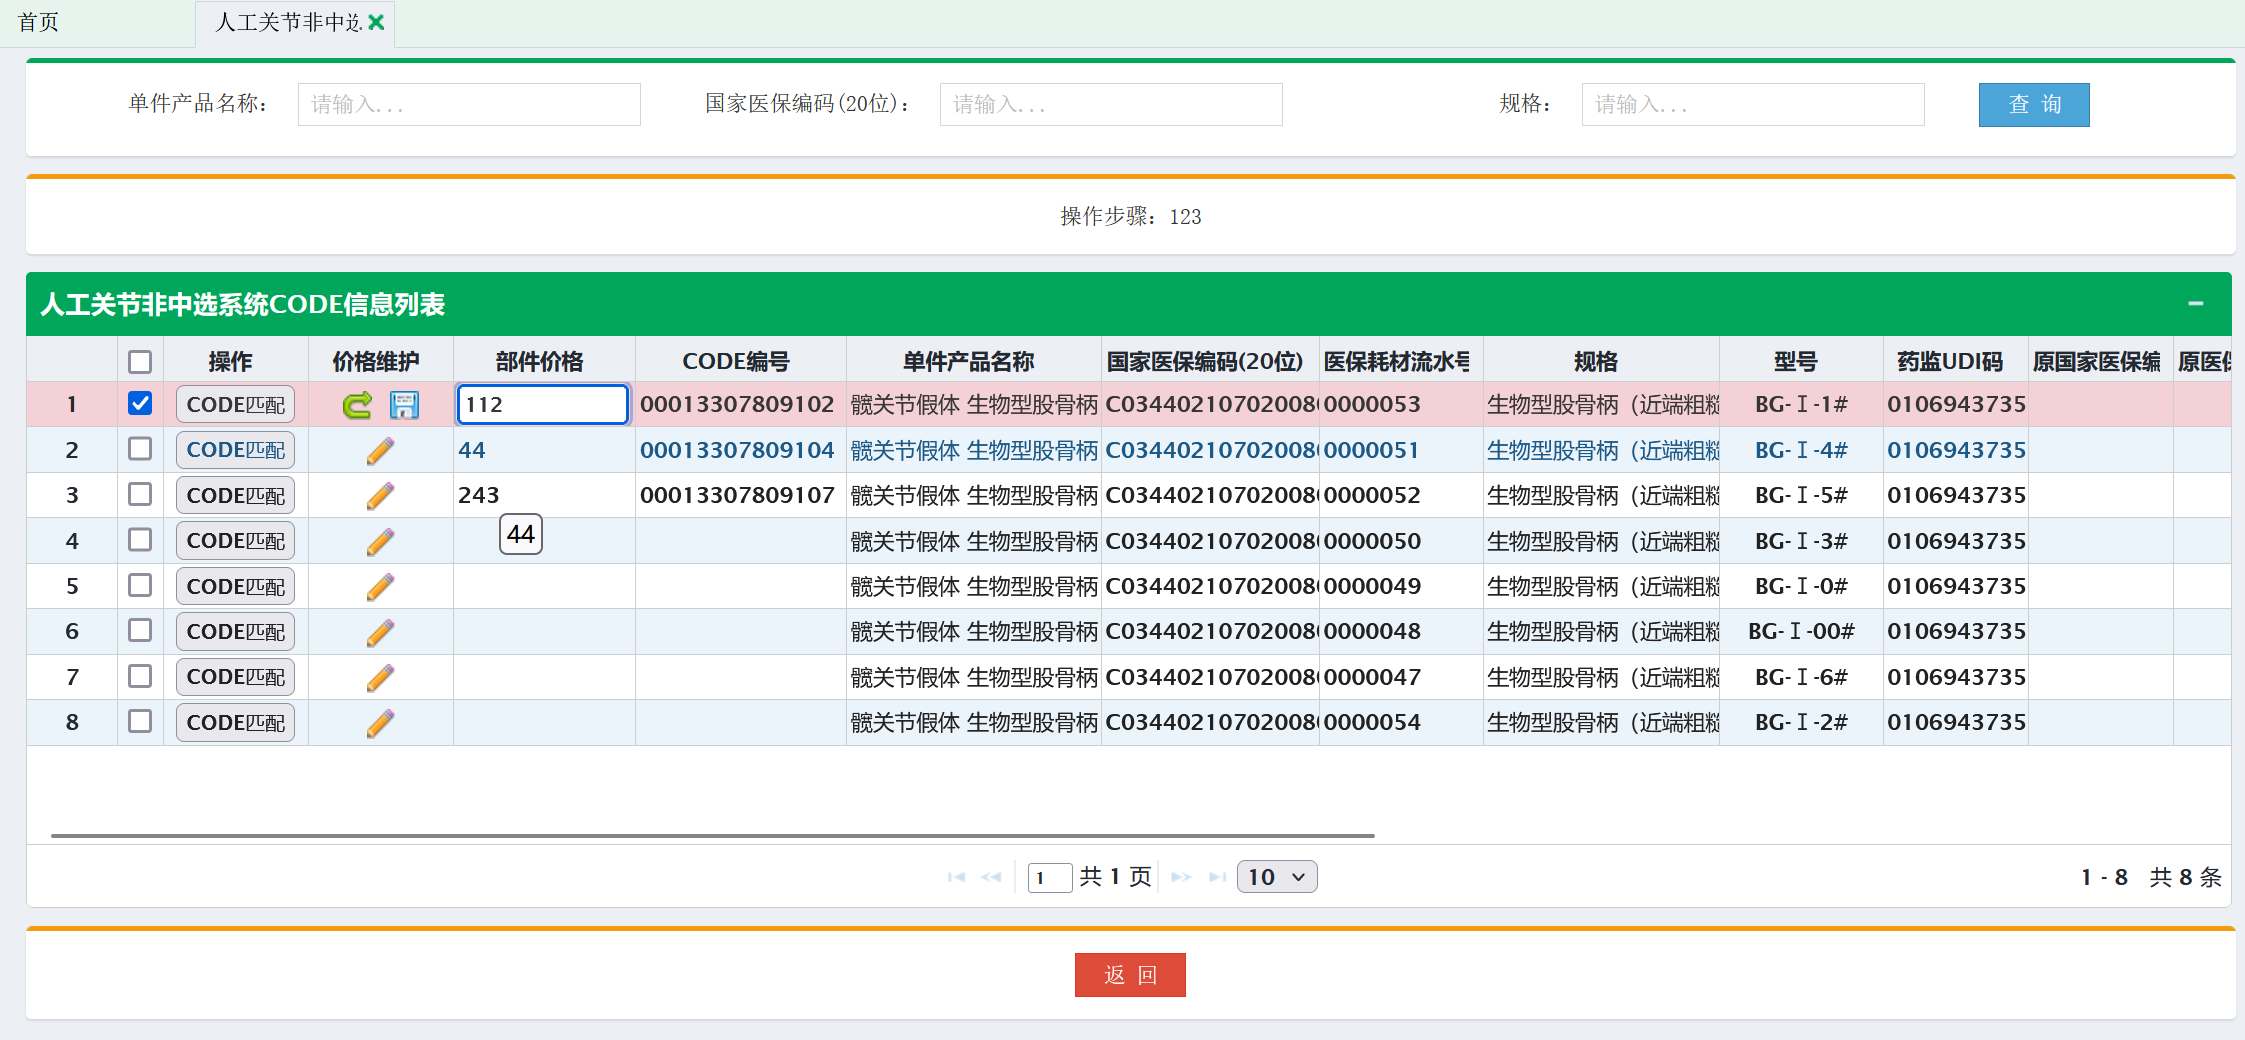 首页
人工关节非中选
单件产品名称： 请输入... 国家医保编码(20位)： 请输入... 规格： 请输入... 查 询
操作步骤：123
人工关节非中选系统CODE信息列表
操作 价格维护 部件价格 CODE编号 单件产品名称 国家医保编码(20位) 医保耗材流水号 规格 型号 药监UDI码 原国家医保编 原医保
1 CODE匹配 112 00013307809102 髋关节假体 生物型股骨柄 C034402107020080 0000053 生物型股骨柄（近端粗糙 BG-Ⅰ-1# 0106943735
2 CODE匹配 44 00013307809104 髋关节假体 生物型股骨柄 C034402107020080 0000051 生物型股骨柄（近端粗糙 BG-Ⅰ-4# 0106943735
3 CODE匹配 243 00013307809107 髋关节假体 生物型股骨柄 C034402107020080 0000052 生物型股骨柄（近端粗糙 BG-Ⅰ-5# 0106943735
44
4 CODE匹配 髋关节假体 生物型股骨柄 C034402107020080 0000050 生物型股骨柄（近端粗糙 BG-Ⅰ-3# 0106943735
5 CODE匹配 髋关节假体 生物型股骨柄 C034402107020080 0000049 生物型股骨柄（近端粗糙 BG-Ⅰ-0# 0106943735
6 CODE匹配 髋关节假体 生物型股骨柄 C034402107020080 0000048 生物型股骨柄（近端粗糙 BG-Ⅰ-00# 0106943735
7 CODE匹配 髋关节假体 生物型股骨柄 C034402107020080 0000047 生物型股骨柄（近端粗糙 BG-Ⅰ-6# 0106943735
8 CODE匹配 髋关节假体 生物型股骨柄 C034402107020080 0000054 生物型股骨柄（近端粗糙 BG-Ⅰ-2# 0106943735
1 共 1 页 10 1 - 8 共 8 条
返 回